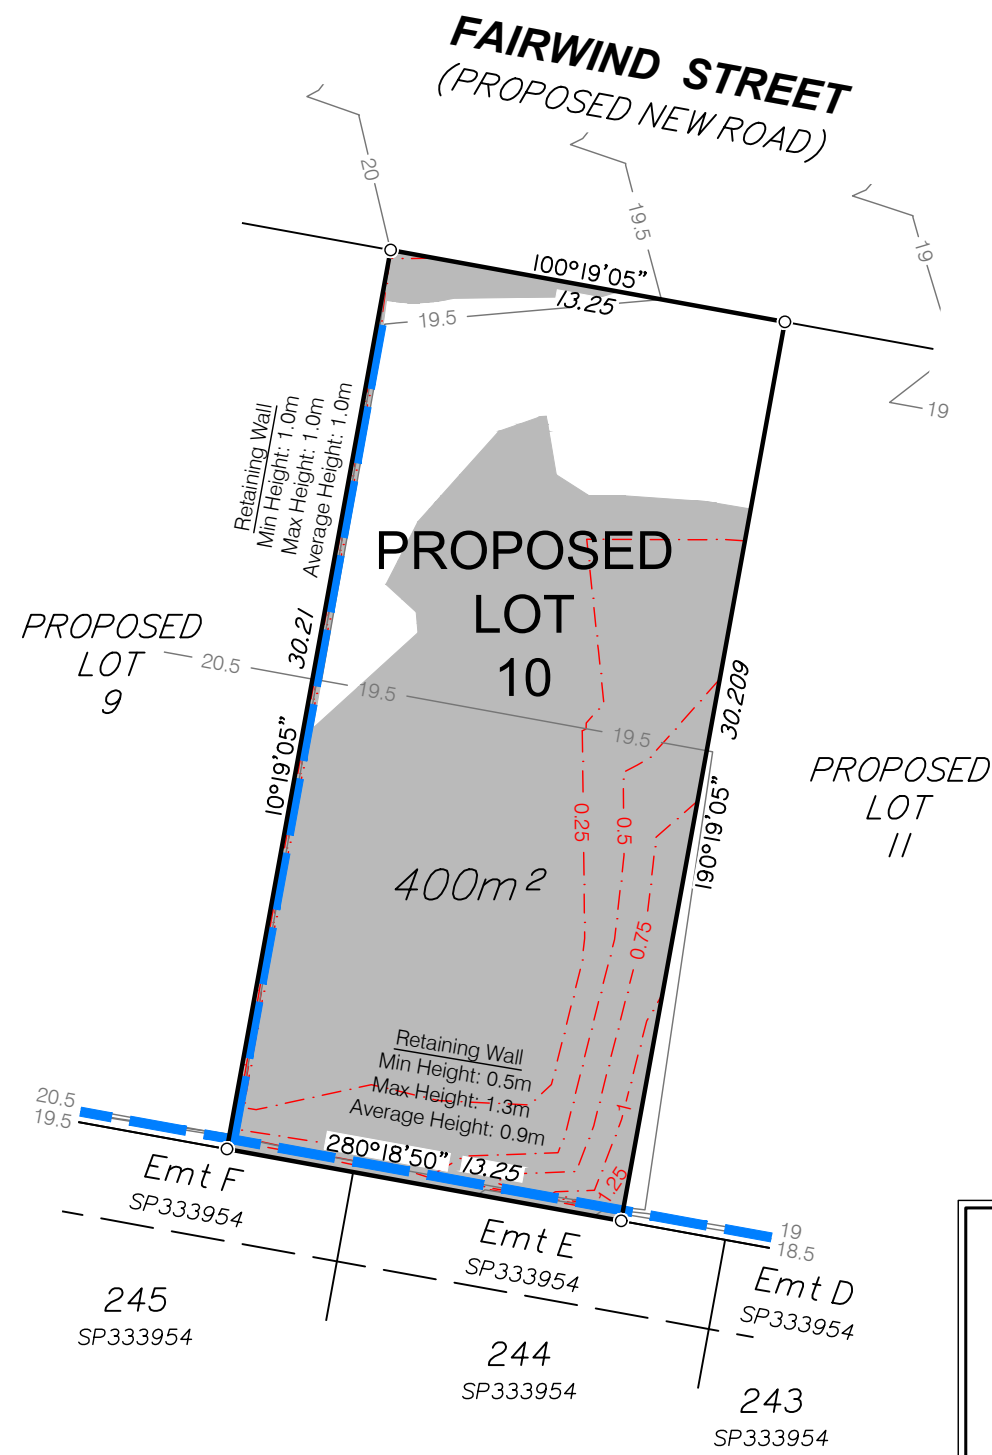 FAIRWIND STREET
(PROPOSED NEW ROAD)
20
19.5
19
100°19'05"
13.25
19.5
19
Retaining Wall
Min Height: 1.0m
Max Height: 1.0m
Average Height: 1.0m
PROPOSED
LOT
10
PROPOSED
LOT
9
30.21
20.5
19.5
19.5
30.209
10°19'05"
190°19'05"
PROPOSED
LOT
11
0.25
0.5
0.75
400m²
Retaining Wall
Min Height: 0.5m
Max Height: 1.3m
Average Height: 0.9m
1
1.25
20.5
19.5
280°18'50"
13.25
19
18.5
Emt F
SP333954
Emt E
SP333954
Emt D
SP333954
245
SP333954
244
SP333954
243
SP333954